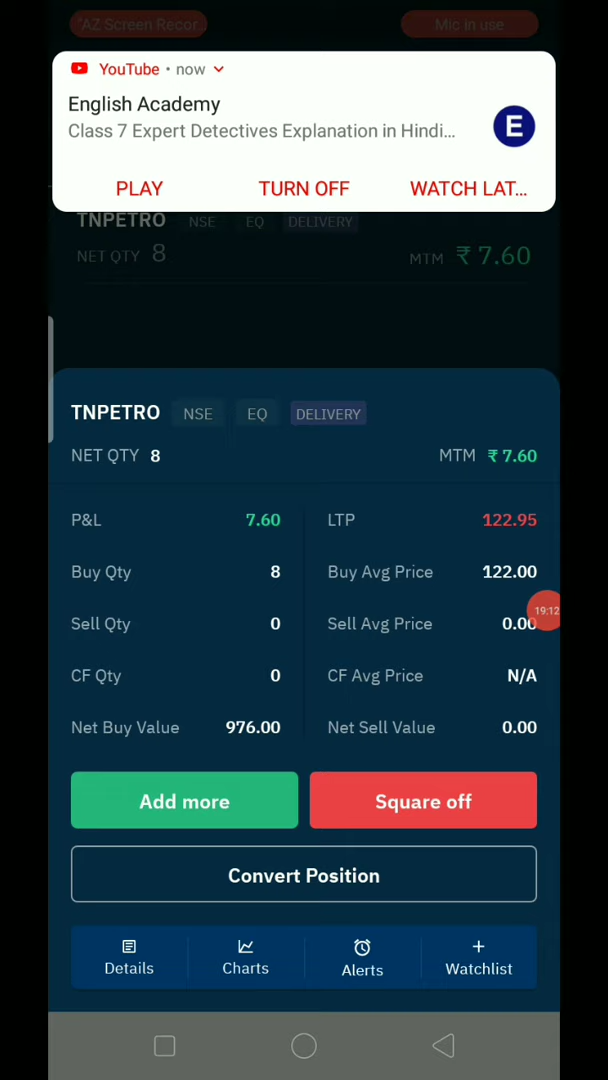 "AZ Screen Recor... Mic in use
YouTube • now
English Academy
Class 7 Expert Detectives Explanation in Hindi...
E
PLAY TURN OFF WATCH LAT...
TNPETRO NSE EQ DELIVERY
NET QTY 8 MTM ₹ 7.60
TNPETRO NSE EQ DELIVERY
NET QTY 8 MTM ₹ 7.60
P&L 7.60 LTP 122.95
Buy Qty 8 Buy Avg Price 122.00
19:12
Sell Qty 0 Sell Avg Price 0.00
CF Qty 0 CF Avg Price N/A
Net Buy Value 976.00 Net Sell Value 0.00
Add more Square off
Convert Position
Details Charts Alerts Watchlist